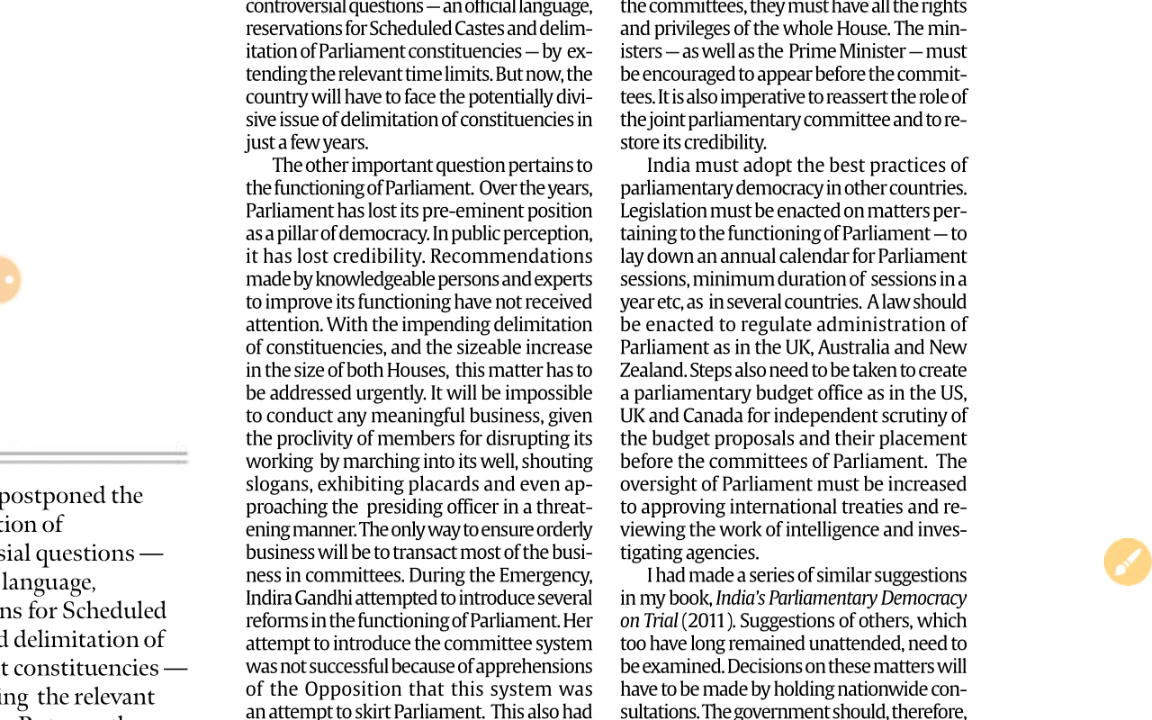 controversial questions — an official language,
reservations for Scheduled Castes and delim-
itation of Parliament constituencies — by ex-
tending the relevant time limits. But now, the
country will have to face the potentially divi-
sive issue of delimitation of constituencies in
just a few years.
The other important question pertains to
the functioning of Parliament. Over the years,
Parliament has lost its pre-eminent position
as a pillar of democracy. In public perception,
it has lost credibility. Recommendations
made by knowledgeable persons and experts
to improve its functioning have not received
attention. With the impending delimitation
of constituencies, and the sizeable increase
in the size of both Houses, this matter has to
be addressed urgently. It will be impossible
to conduct any meaningful business, given
the proclivity of members for disrupting its
working by marching into its well, shouting
slogans, exhibiting placards and even ap-
proaching the presiding officer in a threat-
ening manner. The only way to ensure orderly
business will be to transact most of the busi-
ness in committees. During the Emergency,
Indira Gandhi attempted to introduce several
reforms in the functioning of Parliament. Her
attempt to introduce the committee system
was not successful because of apprehensions
of the Opposition that this system was
an attempt to skirt Parliament. This also had
the committees, they must have all the rights
and privileges of the whole House. The min-
isters — as well as the Prime Minister — must
be encouraged to appear before the commit-
tees. It is also imperative to reassert the role of
the joint parliamentary committee and to re-
store its credibility.
India must adopt the best practices of
parliamentary democracy in other countries.
Legislation must be enacted on matters per-
taining to the functioning of Parliament — to
lay down an annual calendar for Parliament
sessions, minimum duration of sessions in a
year etc, as in several countries. A law should
be enacted to regulate administration of
Parliament as in the UK, Australia and New
Zealand. Steps also need to be taken to create
a parliamentary budget office as in the US,
UK and Canada for independent scrutiny of
the budget proposals and their placement
before the committees of Parliament. The
oversight of Parliament must be increased
to approving international treaties and re-
viewing the work of intelligence and inves-
tigating agencies.
I had made a series of similar suggestions
in my book, India's Parliamentary Democracy
on Trial (2011). Suggestions of others, which
too have long remained unattended, need to
be examined. Decisions on these matters will
have to be made by holding nationwide con-
sultations. The government should, therefore,
postponed the
tion of
sial questions —
language,
ns for Scheduled
d delimitation of
t constituencies —
ing the relevant